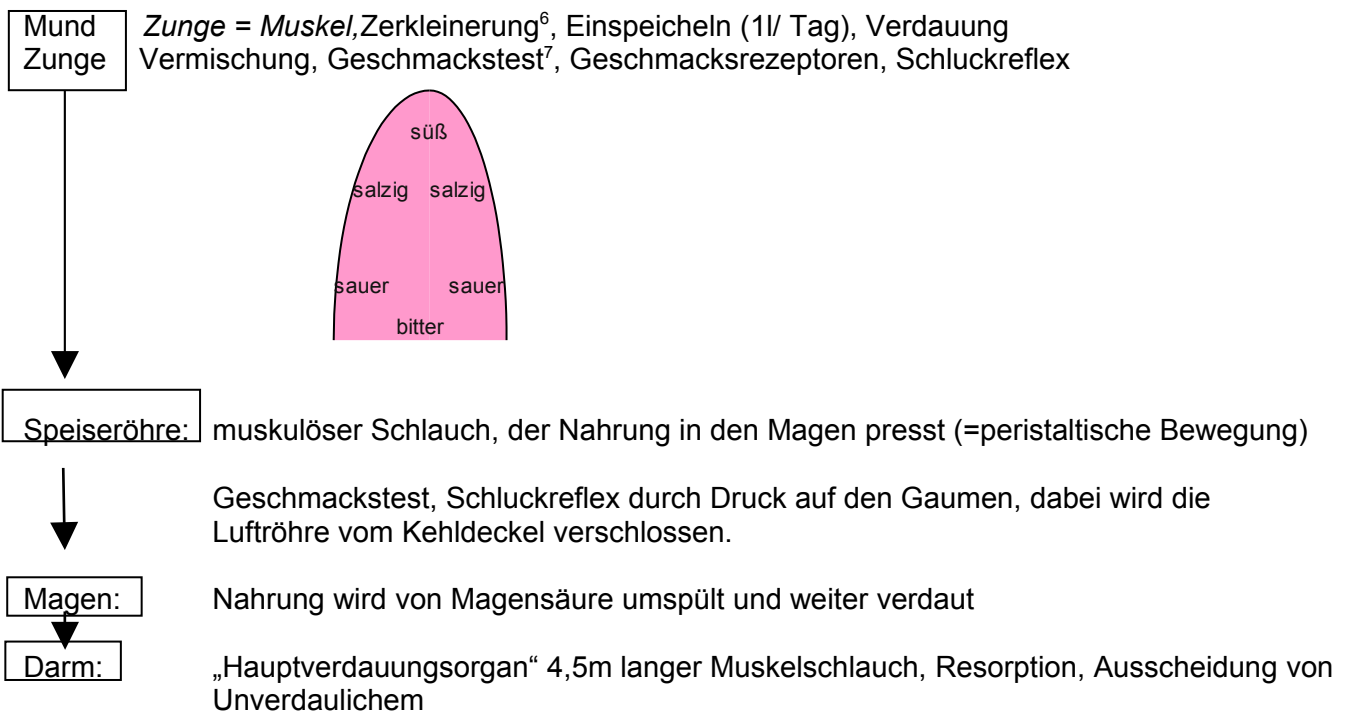 Mund Zunge = Muskel,Zerkleinerung⁶, Einspeicheln (1l/ Tag), Verdauung
Zunge Vermischung, Geschmackstest⁷, Geschmacksrezeptoren, Schluckreflex
süß
salzig salzig
sauer sauer
bitter
Speiseröhre: muskulöser Schlauch, der Nahrung in den Magen presst (=peristaltische Bewegung)
Geschmackstest, Schluckreflex durch Druck auf den Gaumen, dabei wird die
Luftröhre vom Kehldeckel verschlossen.
Magen: Nahrung wird von Magensäure umspült und weiter verdaut
Darm: „Hauptverdauungsorgan“ 4,5m langer Muskelschlauch, Resorption, Ausscheidung von
Unverdaulichem